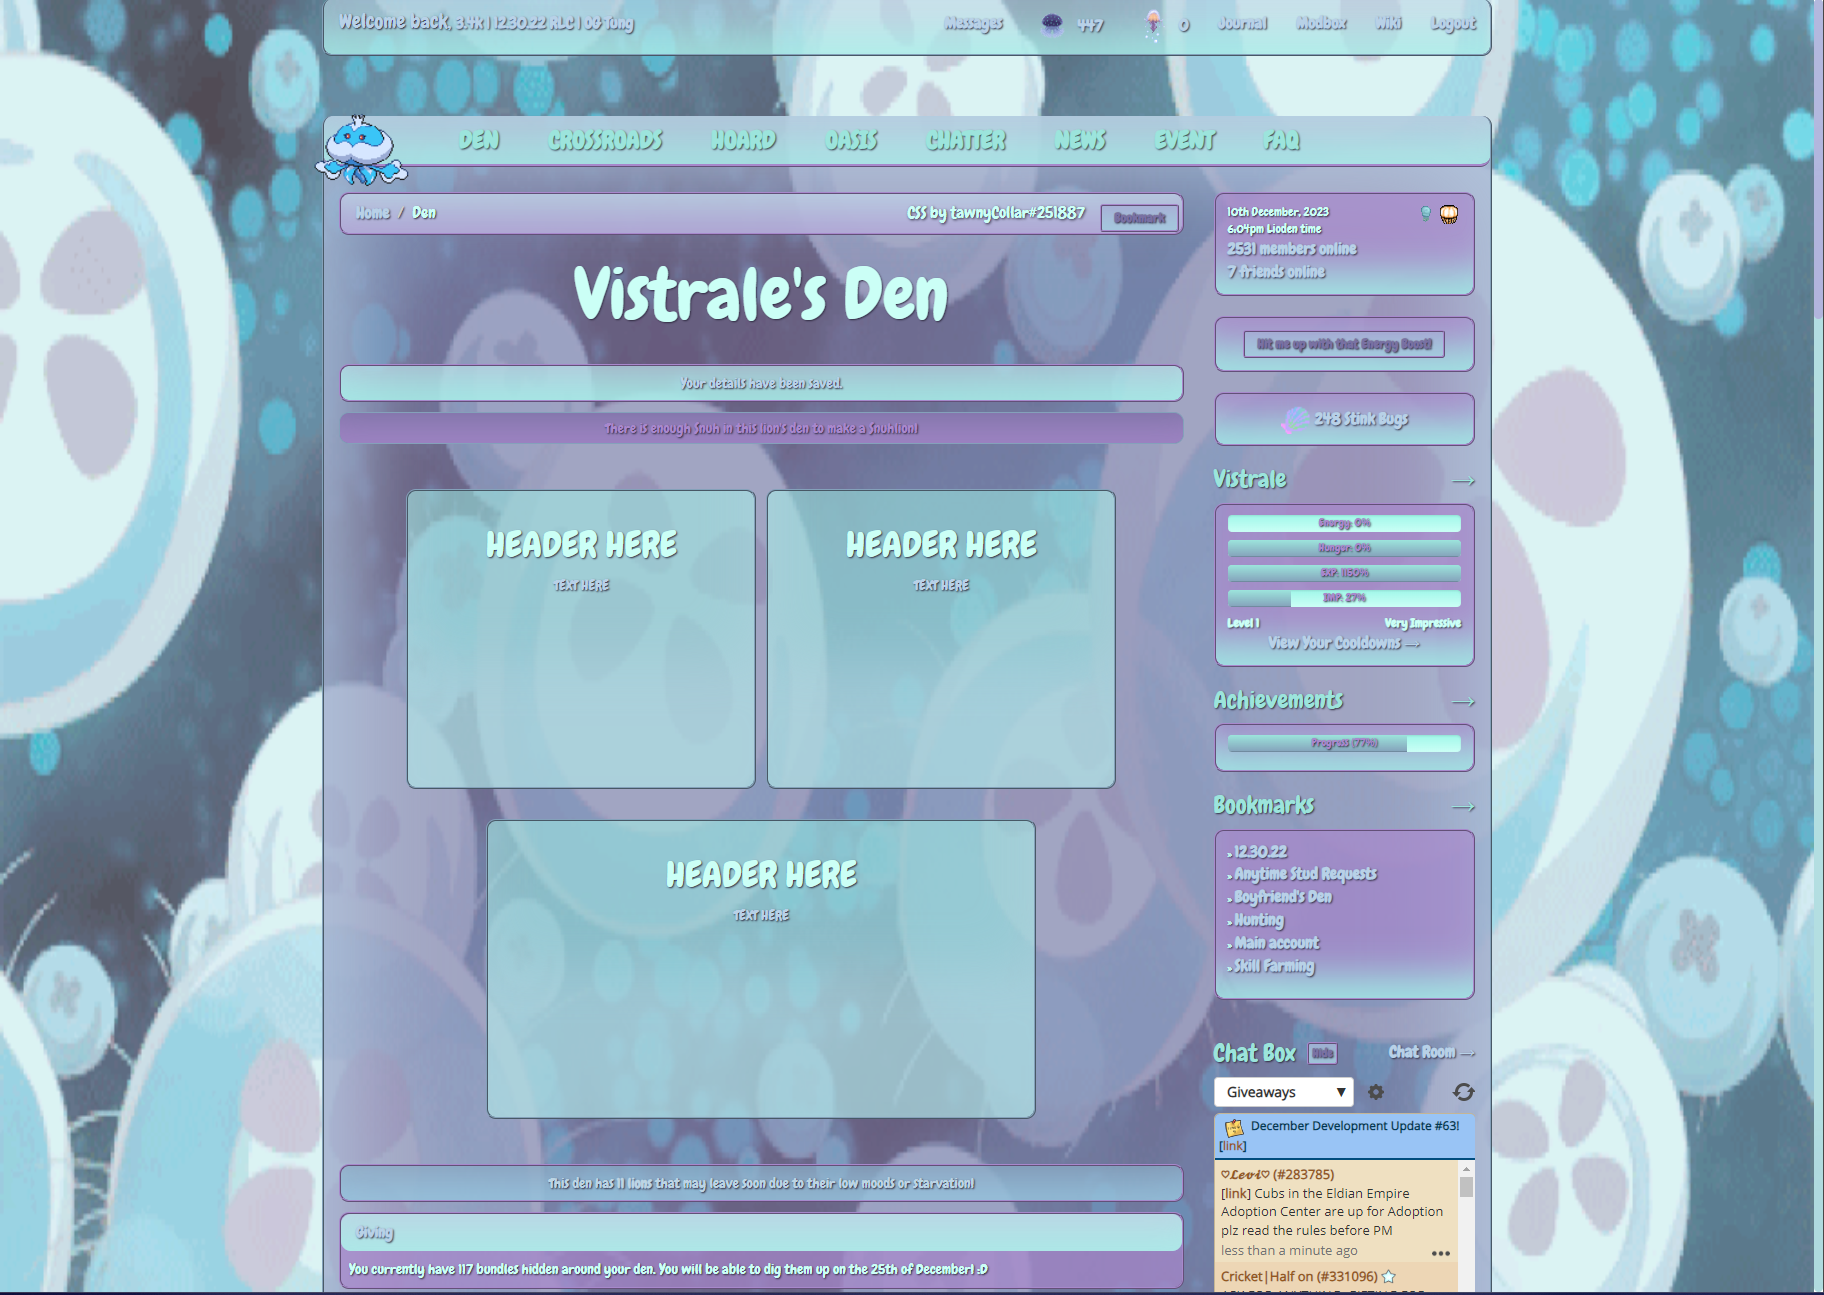 Welcome back, 3.4K | 12.30.22 RLC | OG Tung
Messages 447 0 Journal Modbox Wiki Logout
DEN CROSSROADS HOARD OASIS CHATTER NEWS EVENT FAQ
Home / Den
CSS by tawnyCollar#251887 Bookmark
Vistrale's Den
Your details have been saved.
There is enough Snuh in this lion's den to make a Snuhlion!
HEADER HERE
TEXT HERE
HEADER HERE
TEXT HERE
HEADER HERE
TEXT HERE
This den has 11 lions that may leave soon due to their low moods or starvation!
Giving
You currently have 117 bundles hidden around your den. You will be able to dig them up on the 25th of December! :D
10th December, 2023
6:04pm Lioden time
2531 members online
7 friends online
Hit me up with that Energy Boost!
248 Stink Bugs
Vistrale →
Energy: 0%
Hunger: 0%
EXP: 1150%
IMP: 27%
Level 1 Very Impressive
View Your Cooldowns →
Achievements →
Progress (77%)
Bookmarks →
» 12.30.22
» Anytime Stud Requests
» Boyfriend's Den
» Hunting
» Main account
» Skill Farming
Chat Box Hide Chat Room →
Giveaways ▼
December Development Update #63!
[link]
♡𝓛𝓮𝓿𝓲♡ (#283785)
[link] Cubs in the Eldian Empire
Adoption Center are up for Adoption
plz read the rules before PM
less than a minute ago •••
Cricket|Half on (#331096) ☆